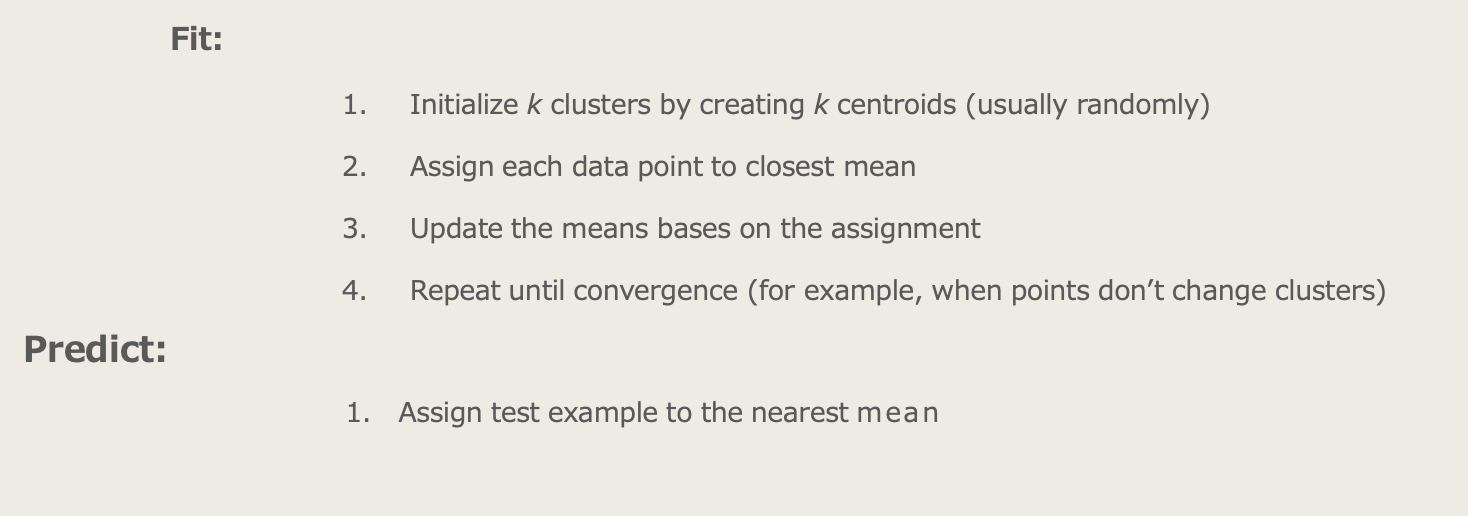 Fit:
1. Initialize k clusters by creating k centroids (usually randomly)
2. Assign each data point to closest mean
3. Update the means bases on the assignment
4. Repeat until convergence (for example, when points don’t change clusters)
Predict:
1. Assign test example to the nearest mean